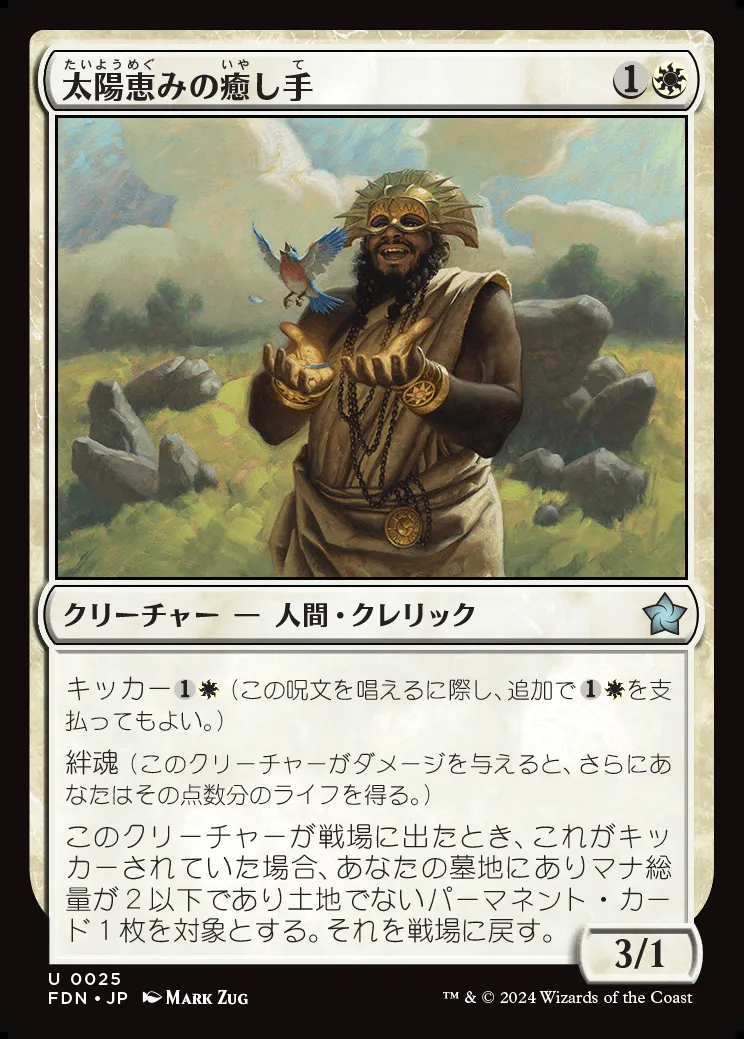 たいようめぐ いや て
太陽恵みの癒し手 1
クリーチャー — 人間・クレリック
キッカー1（この呪文を唱えるに際し、追加で1を支
払ってもよい。）
絆魂（このクリーチャーがダメージを与えると、さらにあ
なたはその点数分のライフを得る。）
このクリーチャーが戦場に出たとき、これがキッ
カーされていた場合、あなたの墓地にありマナ総
量が２以下であり土地でないパーマネント・カー
ド１枚を対象とする。それを戦場に戻す。
3/1
U 0025
FDN • JP Mark Zug
™ & © 2024 Wizards of the Coast